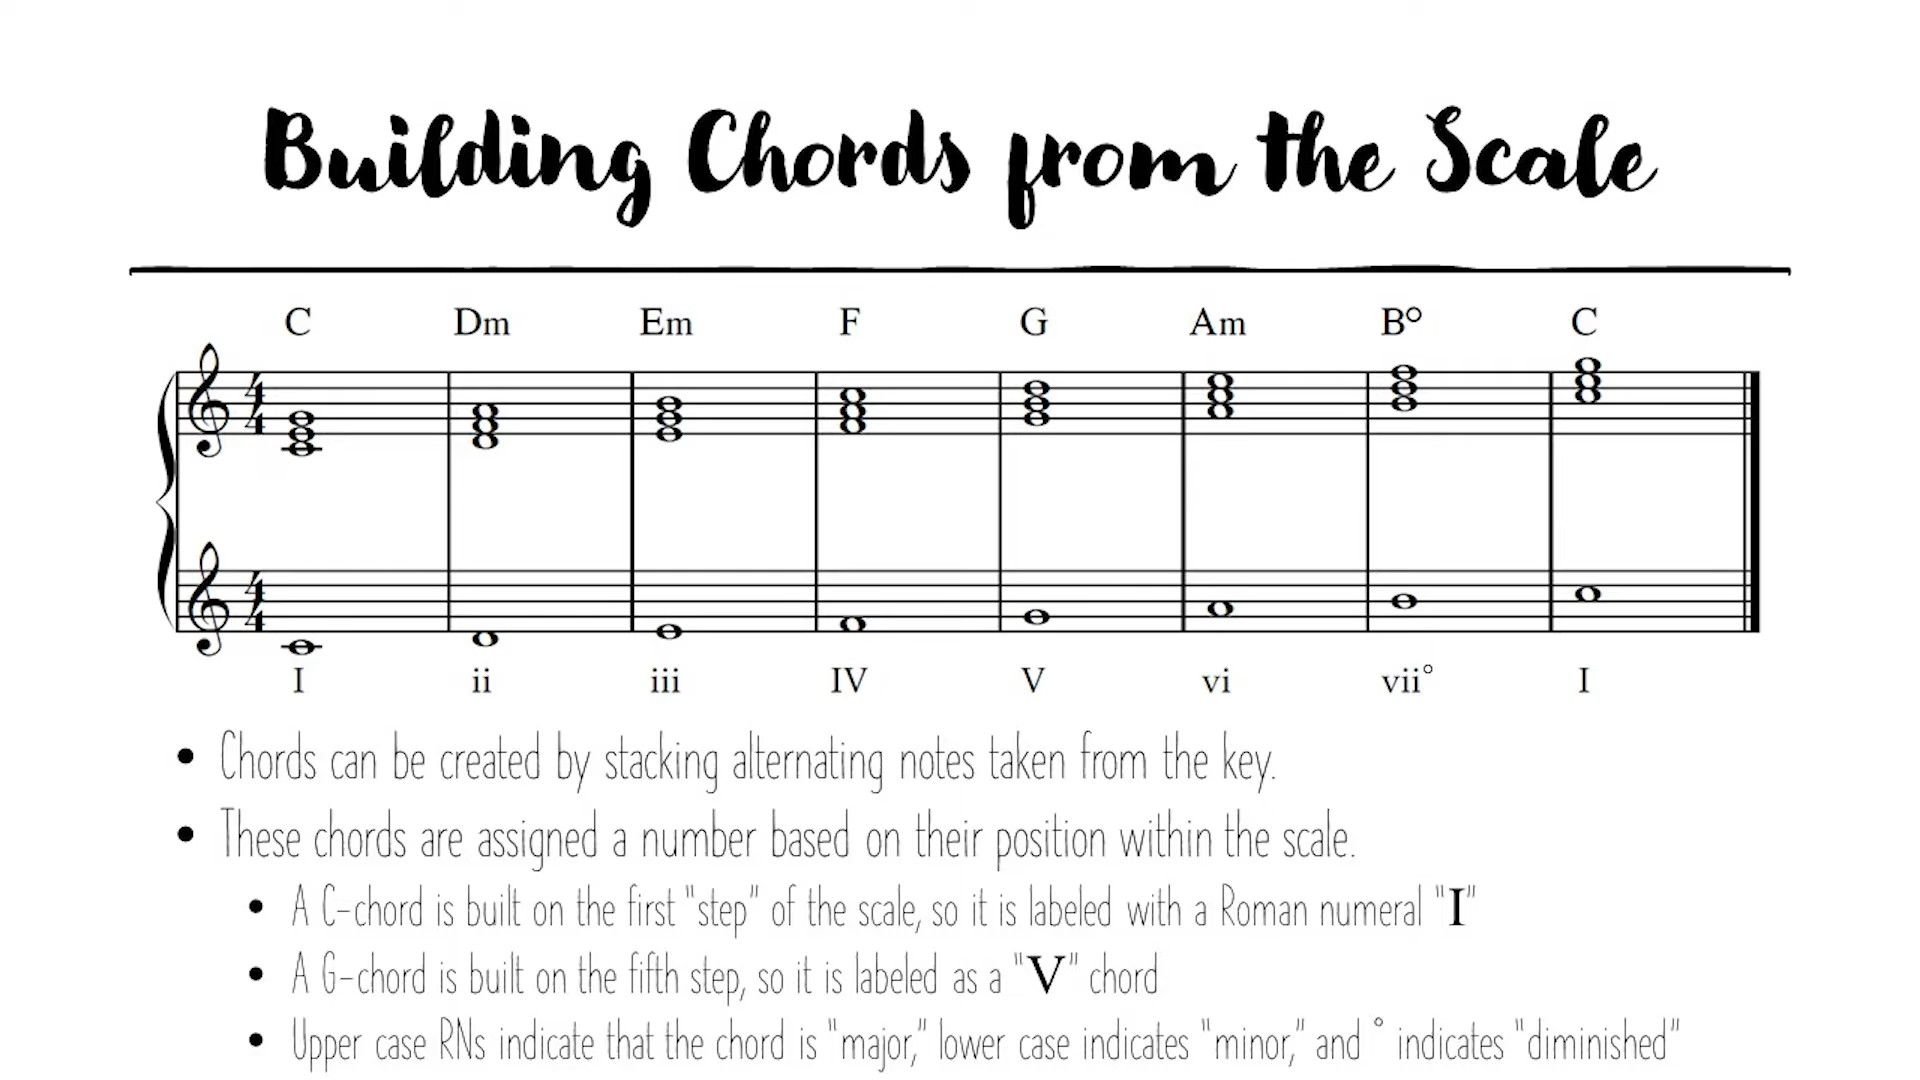 Building Chords from the Scale
C Dm Em F G Am B° C
4 4
4 4
I ii iii IV V vi vii° I
• Chords can be created by stacking alternating notes taken from the key.
• These chords are assigned a number based on their position within the scale.
• A C-chord is built on the first "step" of the scale, so it is labeled with a Roman numeral "I"
• A G-chord is built on the fifth step, so it is labeled as a "V" chord
• Upper case RNs indicate that the chord is "major," lower case indicates "minor," and ° indicates "diminished"